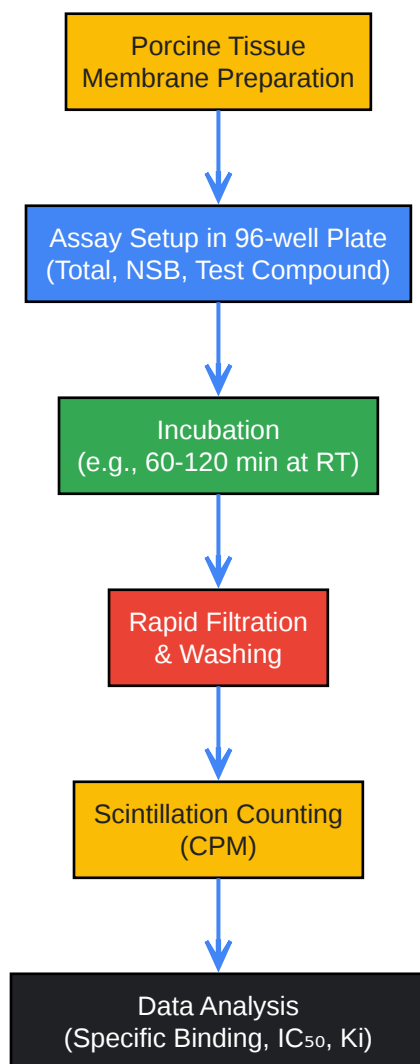 Porcine Tissue
Membrane Preparation
Assay Setup in 96-well Plate
(Total, NSB, Test Compound)
Incubation
(e.g., 60-120 min at RT)
Rapid Filtration
& Washing
Scintillation Counting
(CPM)
Data Analysis
(Specific Binding, IC₅₀, Ki)